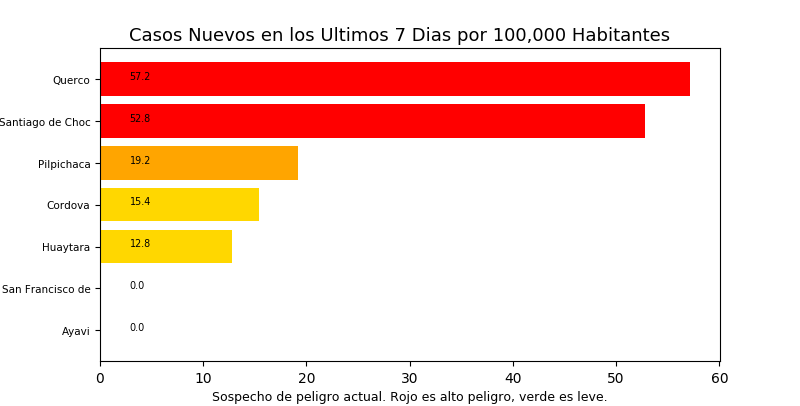 Casos Nuevos en los Ultimos 7 Dias por 100,000 Habitantes
Querco 57.2
Santiago de Choc 52.8
Pilpichaca 19.2
Cordova 15.4
Huaytara 12.8
San Francisco de 0.0
Ayavi 0.0
0 10 20 30 40 50 60
Sospecho de peligro actual. Rojo es alto peligro, verde es leve.